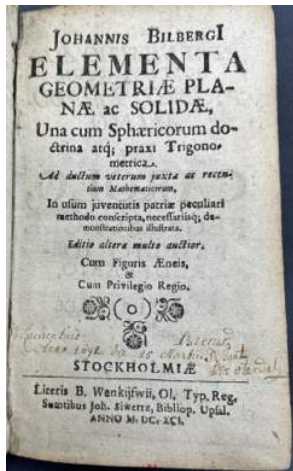 JOHANNIS BILBERGI
ELEMENTA
GEOMETRIÆ PLA-
NÆ ac SOLIDÆ,
Una cum Sphæricorum do-
ctrina atq; praxi Trigono-
metrica.
Ad ductum veterum juxta ac recen-
tium Mathematicorum,
In usum juventutis patriæ peculiari
methodo conscripta, necessariisq; de-
monstrationibus illustrata.
Editio altera multo auctior,
Cum Figuris Æneis,
&
Cum Privilegio Regio.
(o)
STOCKHOLMIÆ
Literis B. Wankijfwii, Ol. Typ. Reg.
Sumtibus Joh. Siwertz, Bibliop. Upsal.
ANNO M. DC. XCI.